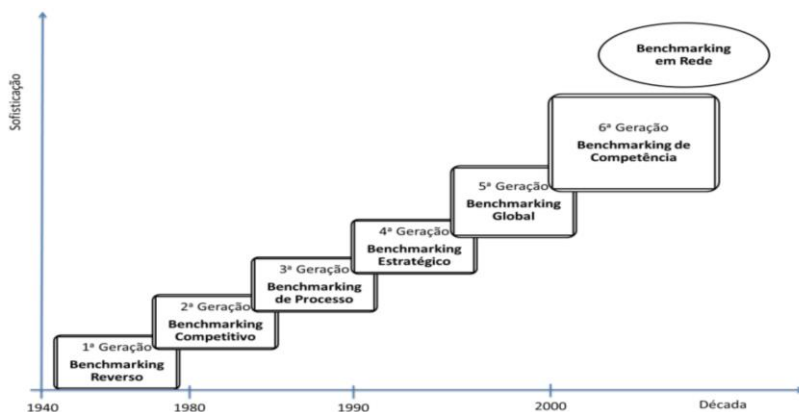 Sofisticação
Benchmarking
em Rede
6ª Geração
Benchmarking de
Competência
5ª Geração
Benchmarking
Global
4ª Geração
Benchmarking
Estratégico
3ª Geração
Benchmarking
de Processo
2ª Geração
Benchmarking
Competitivo
1ª Geração
Benchmarking
Reverso
1940
1980
1990
2000
Década